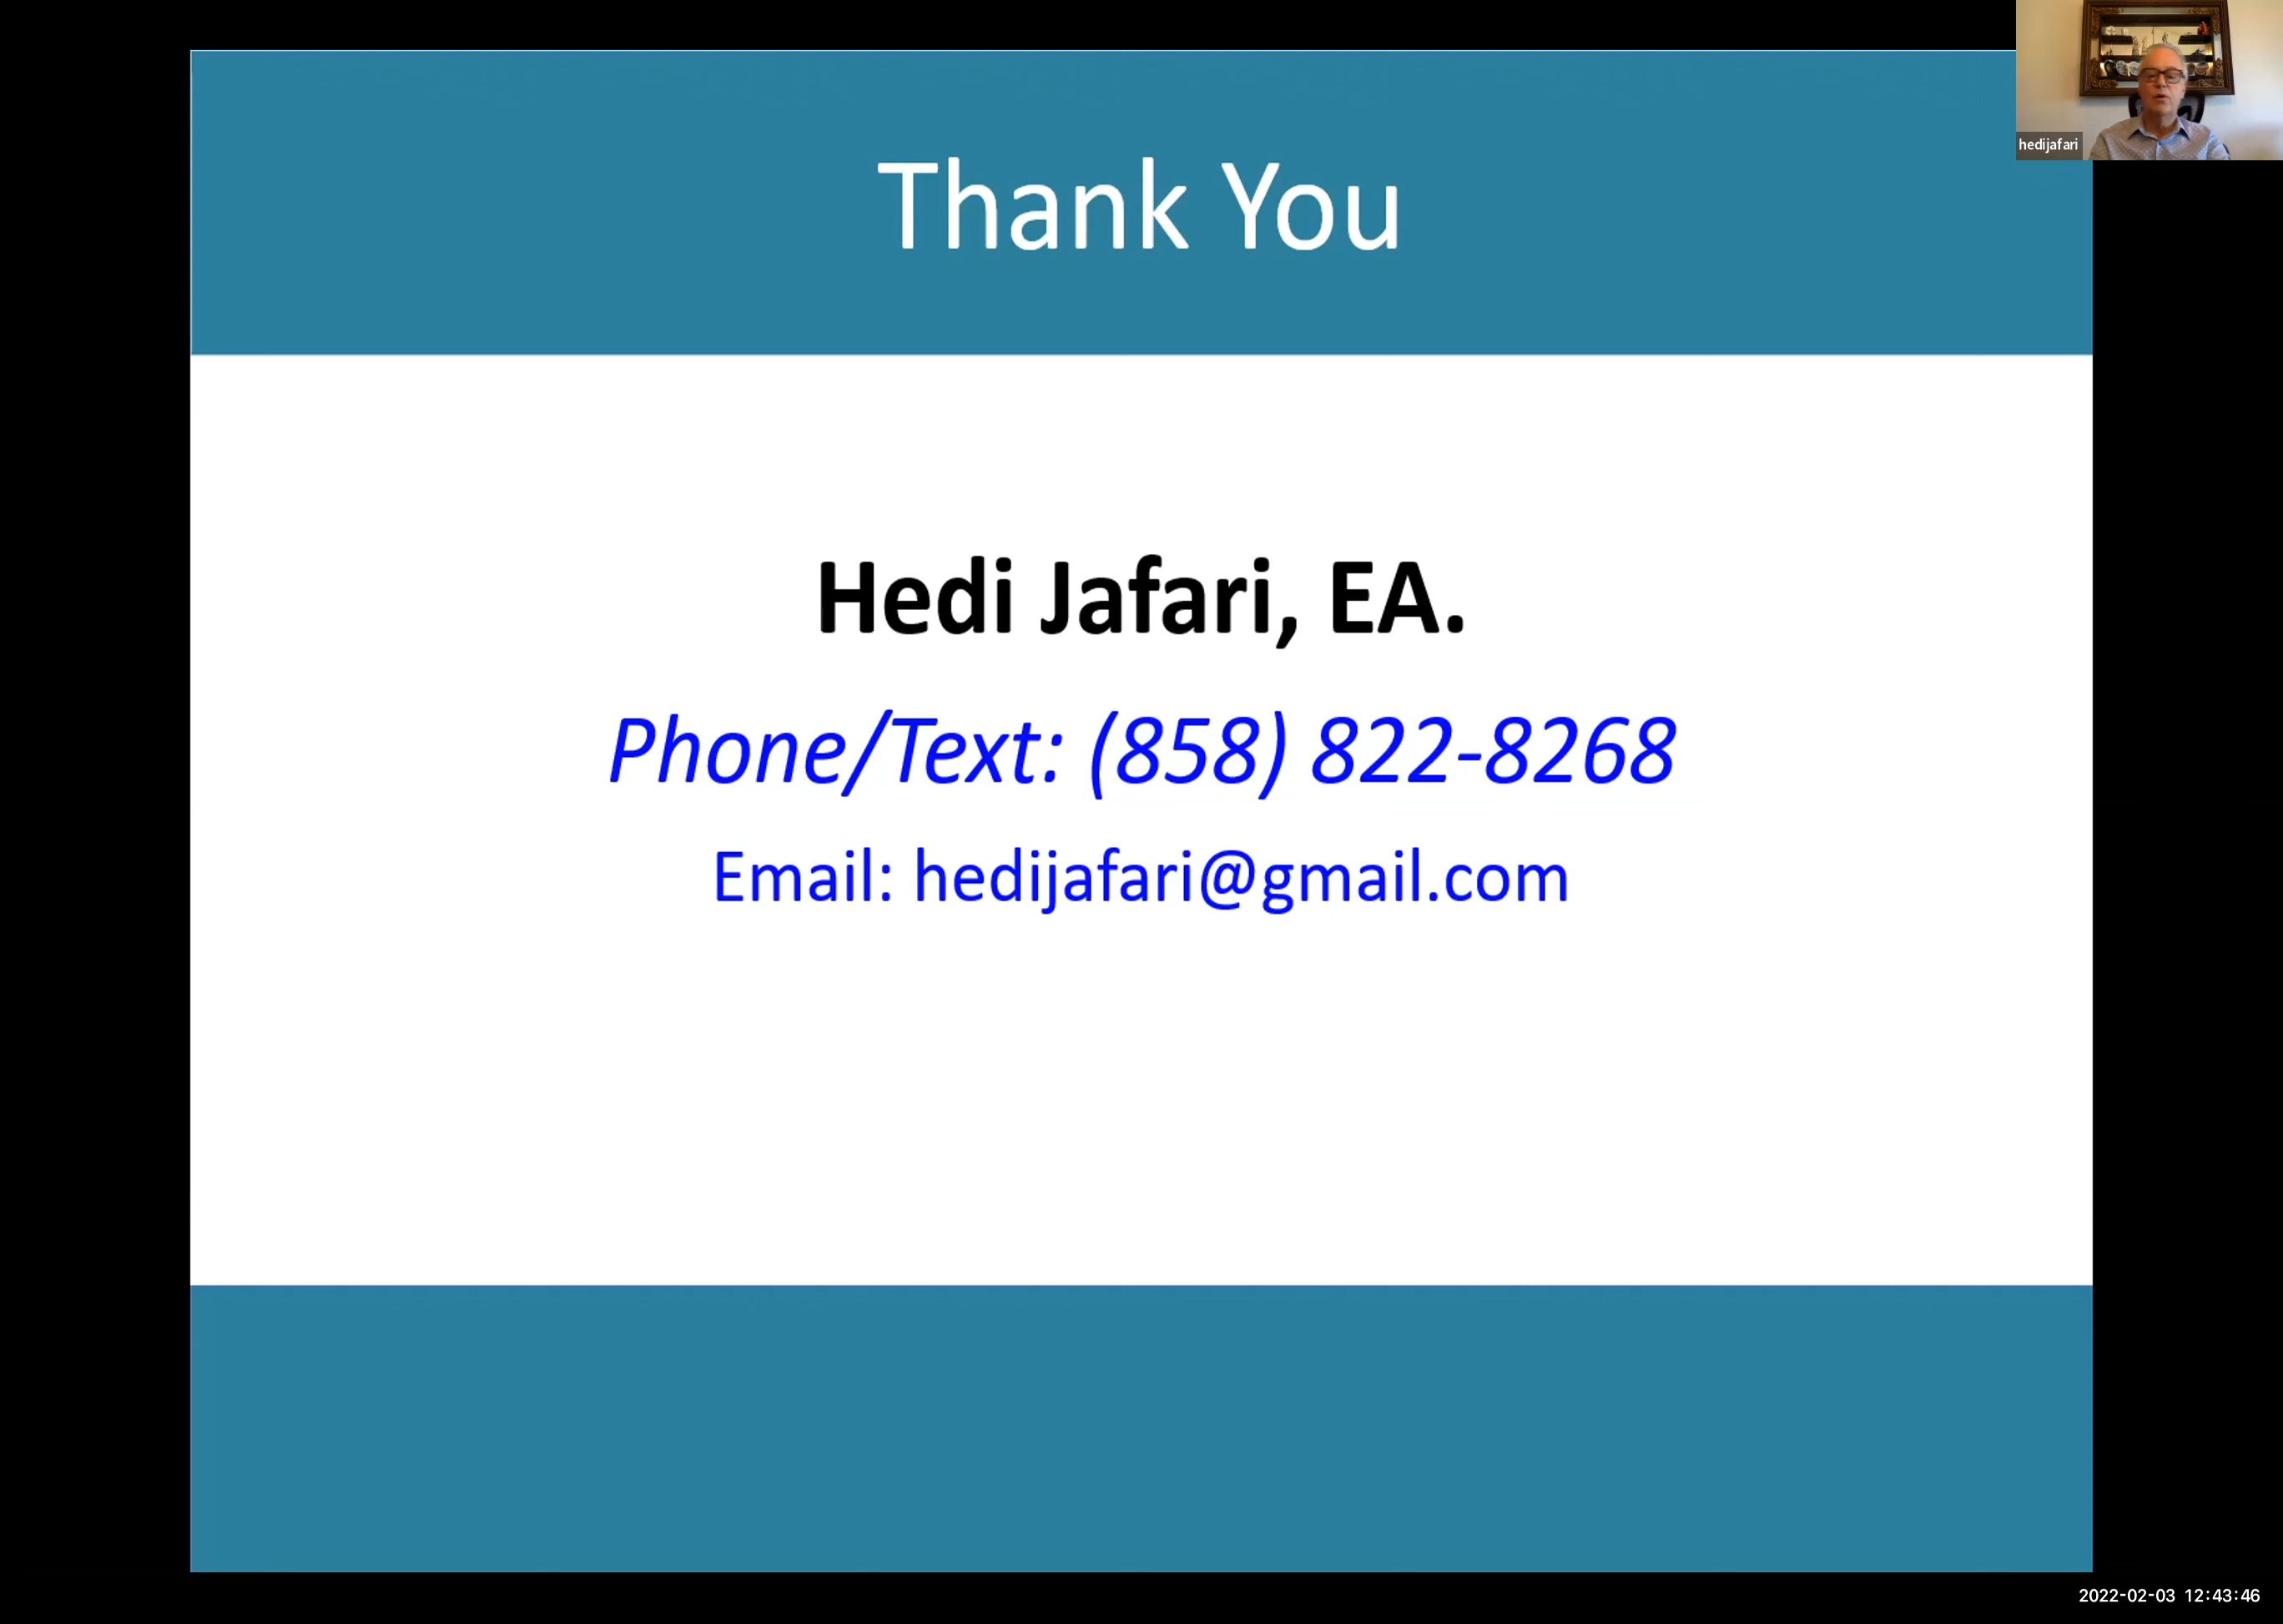 hedijafari
Thank You
Hedi Jafari, EA.
Phone/Text: (858) 822-8268
Email: hedijafari@gmail.com
2022-02-03 12:43:46